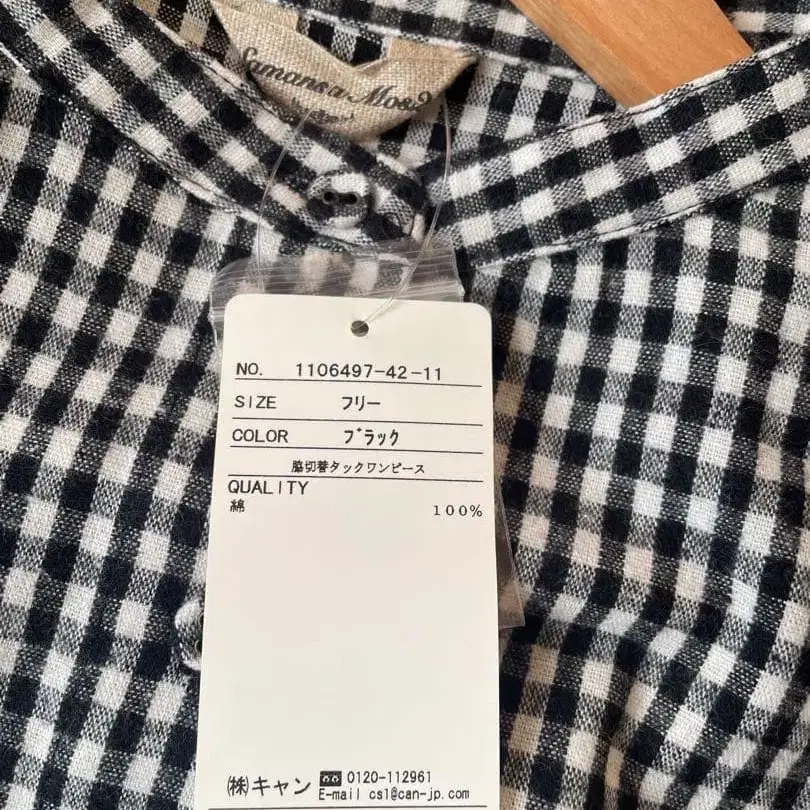 Samansa Mos2
NO. 1106497-42-11
SIZE フリー
COLOR ブラック
脇切替タックワンピース
QUALITY
綿 100%
㈱キャン 0120-112961
E-mail csl@can-jp.com